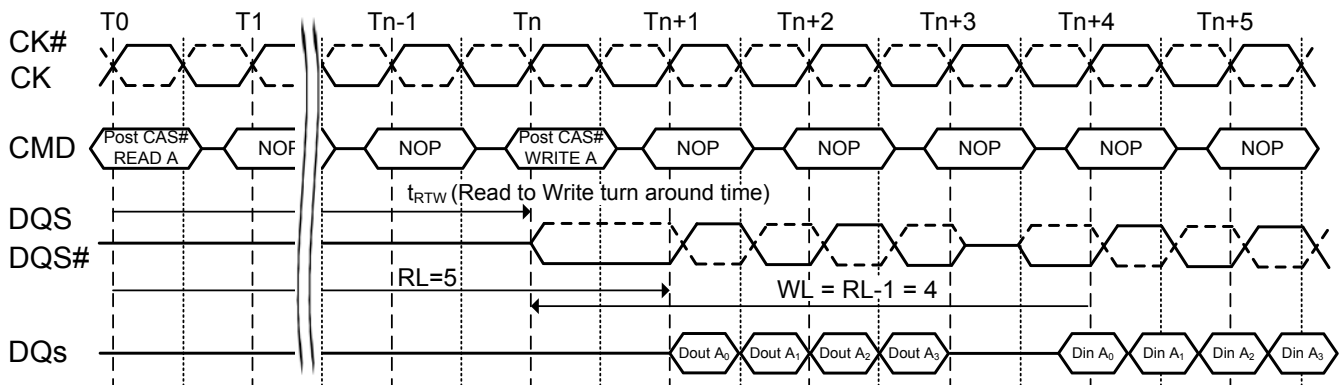 T0 T1 Tn-1 Tn Tn+1 Tn+2 Tn+3 Tn+4 Tn+5
CK#
CK
CMD
Post CAS# READ A
NOP
NOP
Post CAS# WRITE A
NOP
NOP
NOP
NOP
NOP
tRTW (Read to Write turn around time)
DQS
DQS#
RL=5
WL = RL-1 = 4
DQs
Dout A0 Dout A1 Dout A2 Dout A3 Din A0 Din A1 Din A2 Din A3